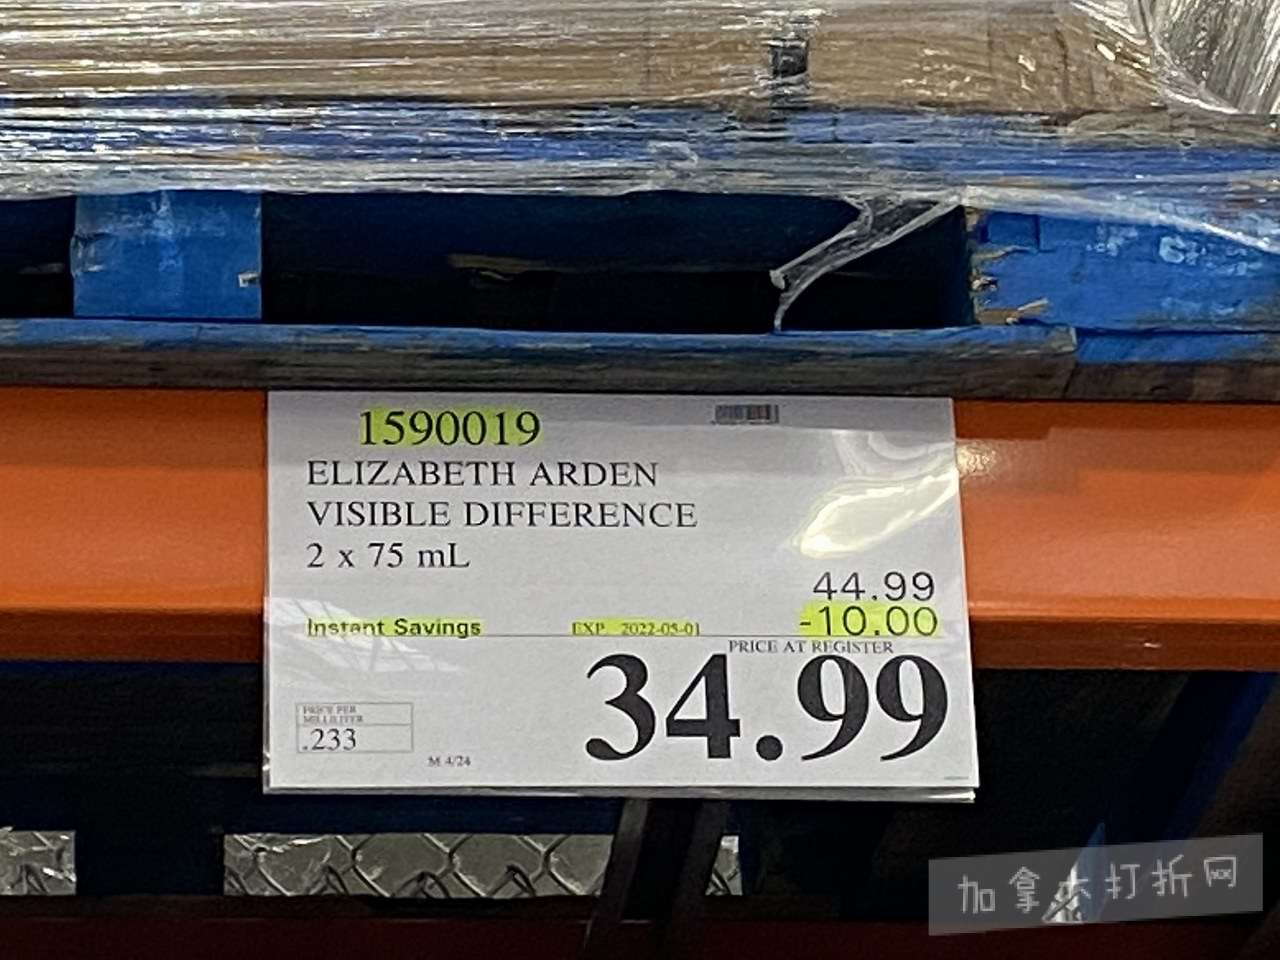 1590019
ELIZABETH ARDEN
VISIBLE DIFFERENCE
2 x 75 mL
44.99
Instant Savings EXP. 2022-05-01 -10.00
PRICE AT REGISTER
34.99
PRICE PER
MILLILITER
.233
M 4/24
加拿大打折网